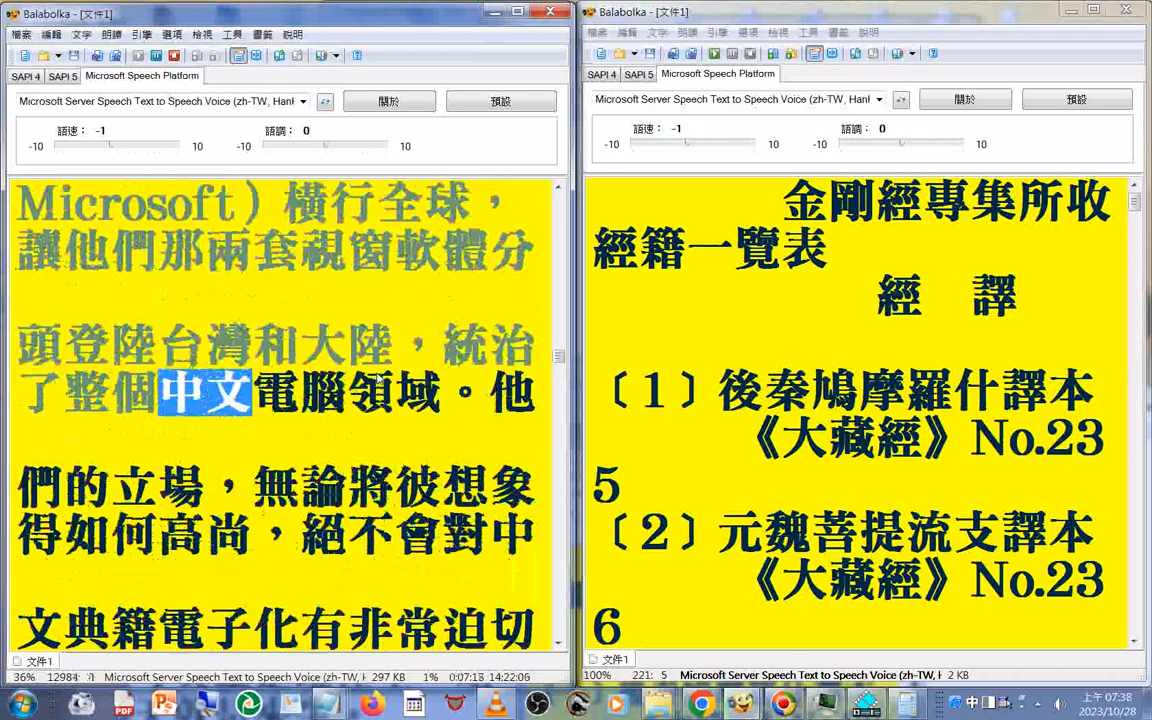 Balabolka - [文件1]
檔案 編輯 文字 朗讀 引擎 選項 檢視 工具 書籤 說明
SAPI 4 SAPI 5 Microsoft Speech Platform
Microsoft Server Speech Text to Speech Voice (zh-TW, Hanl
關於
預設
語速： -1
語調： 0
-10 10 -10 10
Microsoft）橫行全球，
讓他們那兩套視窗軟體分
頭登陸台灣和大陸，統治
了整個中文電腦領域。他
們的立場，無論將彼想象
得如何高尚，絕不會對中
文典籍電子化有非常迫切
文件1
36% 12984: Microsoft Server Speech Text to Speech Voice (zh-TW, H 297 KB 1% 0:07:13 14:22:06
Balabolka - [文件1]
檔案 編輯 文字 朗讀 引擎 選項 檢視 工具 書籤 說明
SAPI 4 SAPI 5 Microsoft Speech Platform
Microsoft Server Speech Text to Speech Voice (zh-TW, Hanl
關於
預設
語速： -1
語調： 0
-10 10 -10 10
金剛經專集所收
經籍一覽表
經　譯
〔１〕後秦鳩摩羅什譯本
《大藏經》No.23
5
〔２〕元魏菩提流支譯本
《大藏經》No.23
6
文件1
100% 221: 5 Microsoft Server Speech Text to Speech Voice (zh-TW, H 2 KB
PDF
中
上午 07:38
2023/10/28